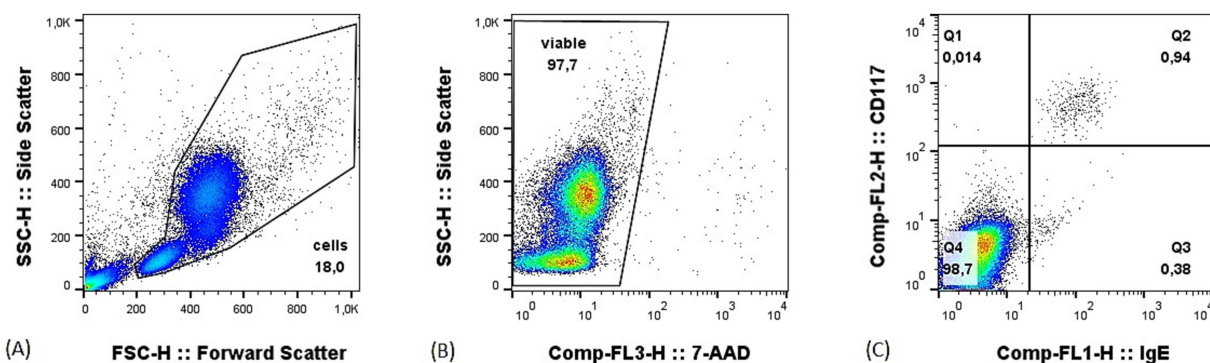 1,0K
800
600
400
200
0
SSC-H :: Side Scatter
cells
18,0
0 200 400 600 800 1,0K
(A) FSC-H :: Forward Scatter
1,0K
800
600
400
200
0
SSC-H :: Side Scatter
viable
97,7
10^0 10^1 10^2 10^3 10^4
(B) Comp-FL3-H :: 7-AAD
10^4
10^3
10^2
10^1
10^0
Comp-FL2-H :: CD117
Q1
0,014
Q2
0,94
Q4
98,7
Q3
0,38
10^0 10^1 10^2 10^3 10^4
(C) Comp-FL1-H :: IgE